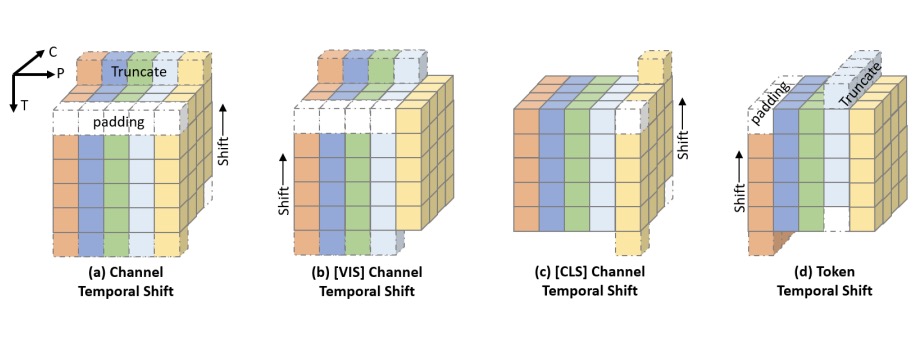 C
P
T
Truncate
padding
Shift
(a) Channel
Temporal Shift
Shift
(b) [VIS] Channel
Temporal Shift
Shift
(c) [CLS] Channel
Temporal Shift
padding
Truncate
Shift
(d) Token
Temporal Shift